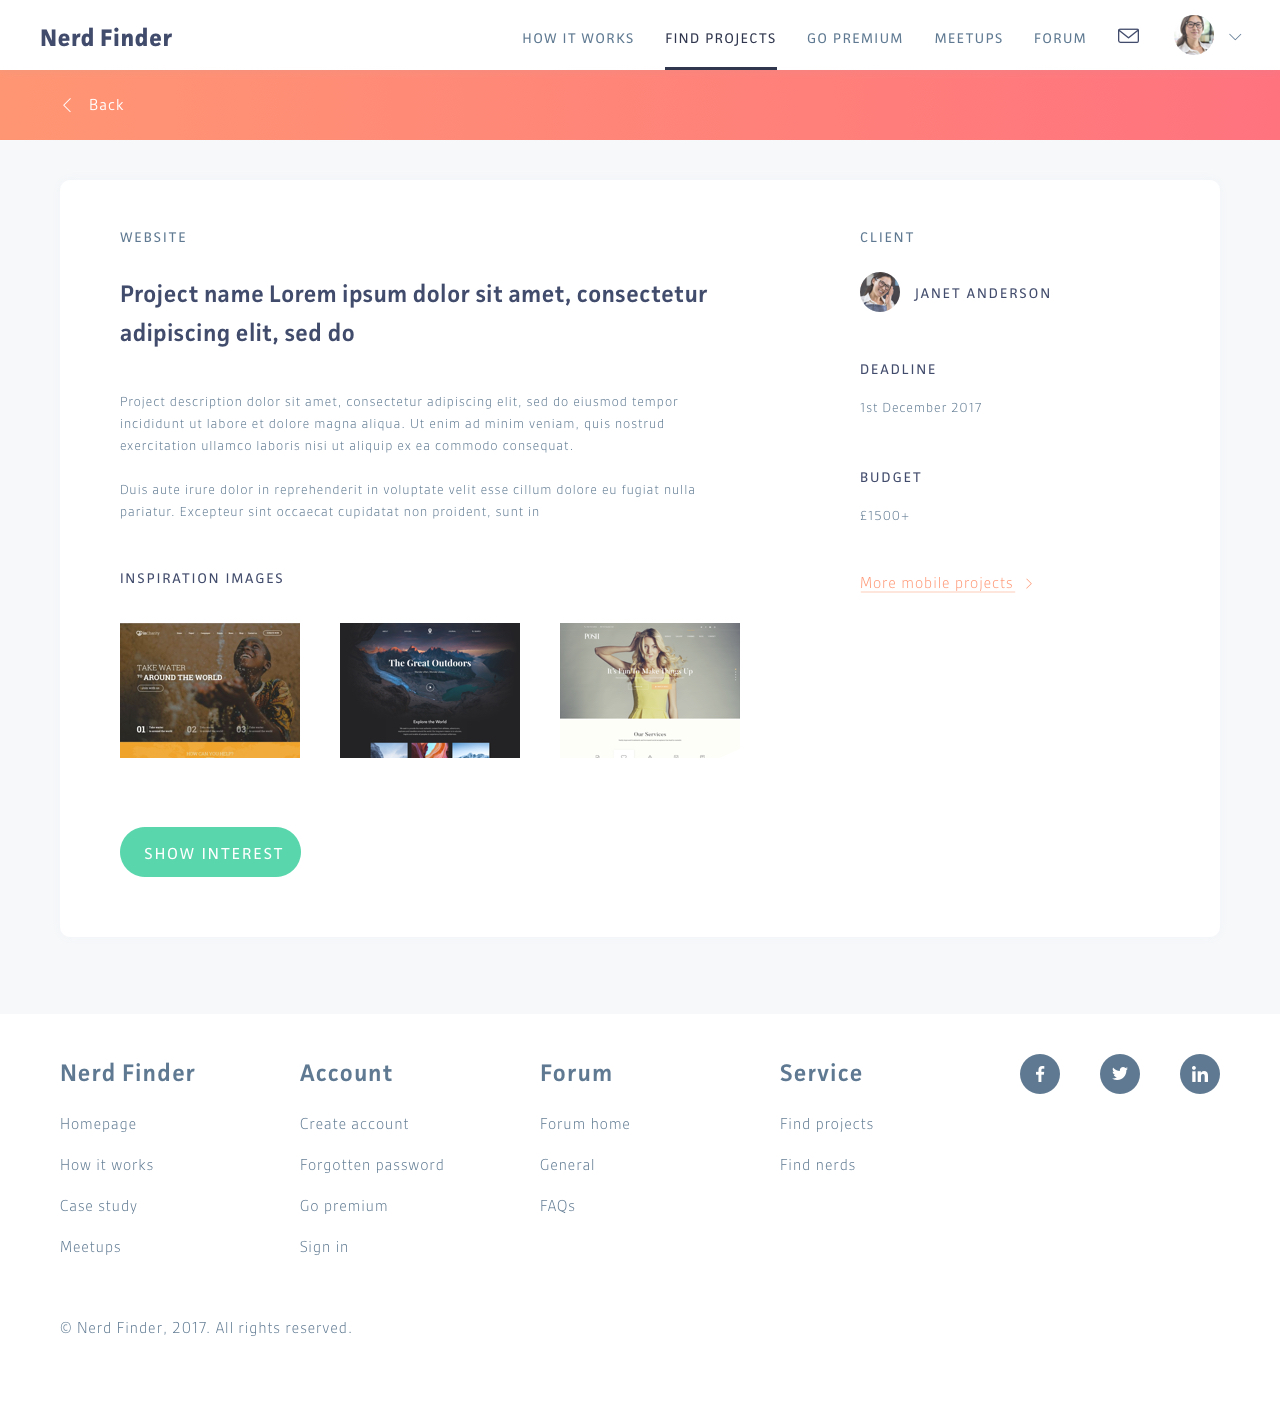 Nerd Finder
HOW IT WORKS
FIND PROJECTS
GO PREMIUM
MEETUPS
FORUM
Back
WEBSITE
Project name Lorem ipsum dolor sit amet, consectetur
adipiscing elit, sed do
Project description dolor sit amet, consectetur adipiscing elit, sed do eiusmod tempor
incididunt ut labore et dolore magna aliqua. Ut enim ad minim veniam, quis nostrud
exercitation ullamco laboris nisi ut aliquip ex ea commodo consequat.
Duis aute irure dolor in reprehenderit in voluptate velit esse cillum dolore eu fugiat nulla
pariatur. Excepteur sint occaecat cupidatat non proident, sunt in
INSPIRATION IMAGES
TAKE WATER
TO AROUND THE WORLD
01
02
03
The Great Outdoors
Explore the World
POSH
It's Fun To Make Things Up
Our Services
SHOW INTEREST
CLIENT
JANET ANDERSON
DEADLINE
1st December 2017
BUDGET
£1500+
More mobile projects
Nerd Finder
Homepage
How it works
Case study
Meetups
Account
Create account
Forgotten password
Go premium
Sign in
Forum
Forum home
General
FAQs
Service
Find projects
Find nerds
© Nerd Finder, 2017. All rights reserved.